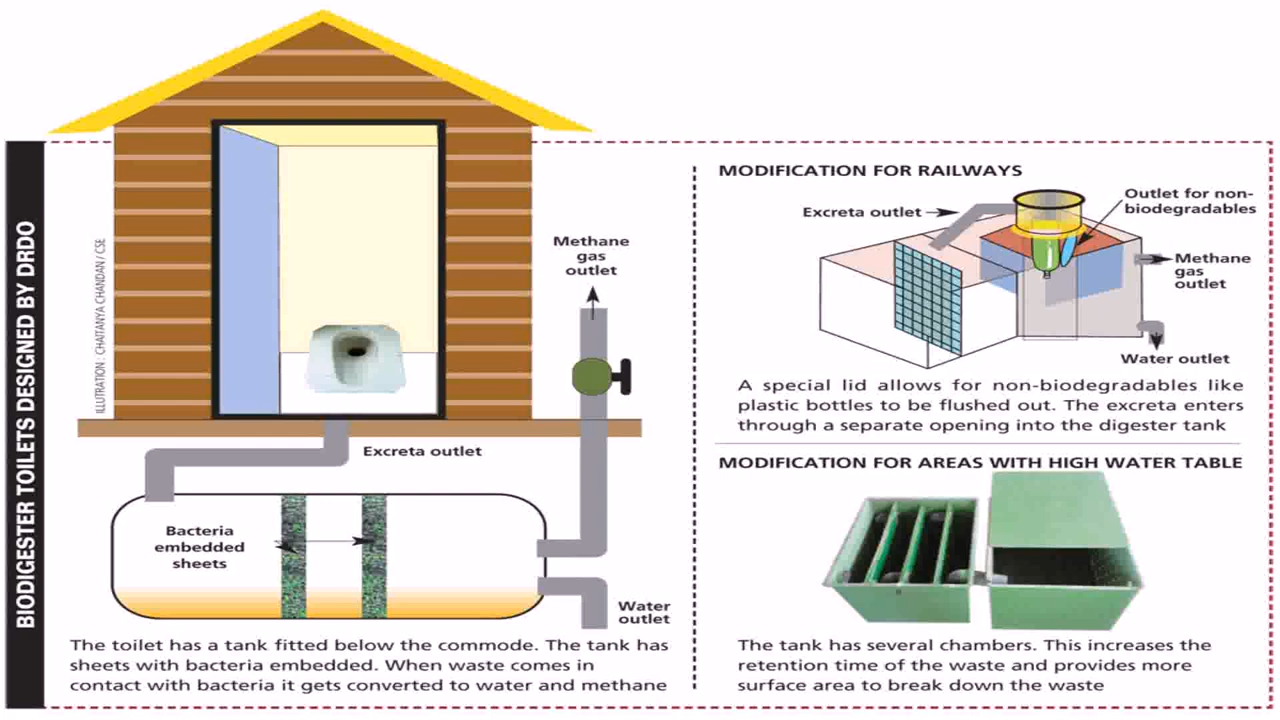 BIODIGESTER TOILETS DESIGNED BY DRDO
ILLUTRATION : CHAITANYA CHANDAN / CSE
Methane
gas
outlet
Excreta outlet
Bacteria
embedded
sheets
Water
outlet
The toilet has a tank fitted below the commode. The tank has
sheets with bacteria embedded. When waste comes in
contact with bacteria it gets converted to water and methane
MODIFICATION FOR RAILWAYS
Excreta outlet
Outlet for non-
biodegradables
Methane
gas
outlet
Water outlet
A special lid allows for non-biodegradables like
plastic bottles to be flushed out. The excreta enters
through a separate opening into the digester tank
MODIFICATION FOR AREAS WITH HIGH WATER TABLE
The tank has several chambers. This increases the
retention time of the waste and provides more
surface area to break down the waste